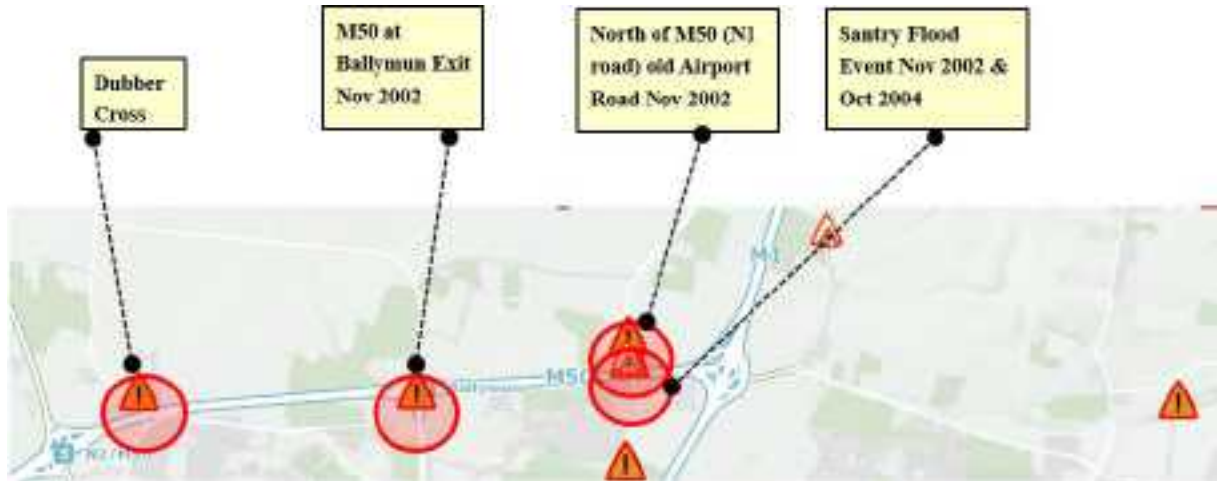 Dubber
Cross
M50 at
Ballymun Exit
Nov 2002
North of M50 (N1
road) old Airport
Road Nov 2002
Santry Flood
Event Nov 2002 &
Oct 2004
M1
M50